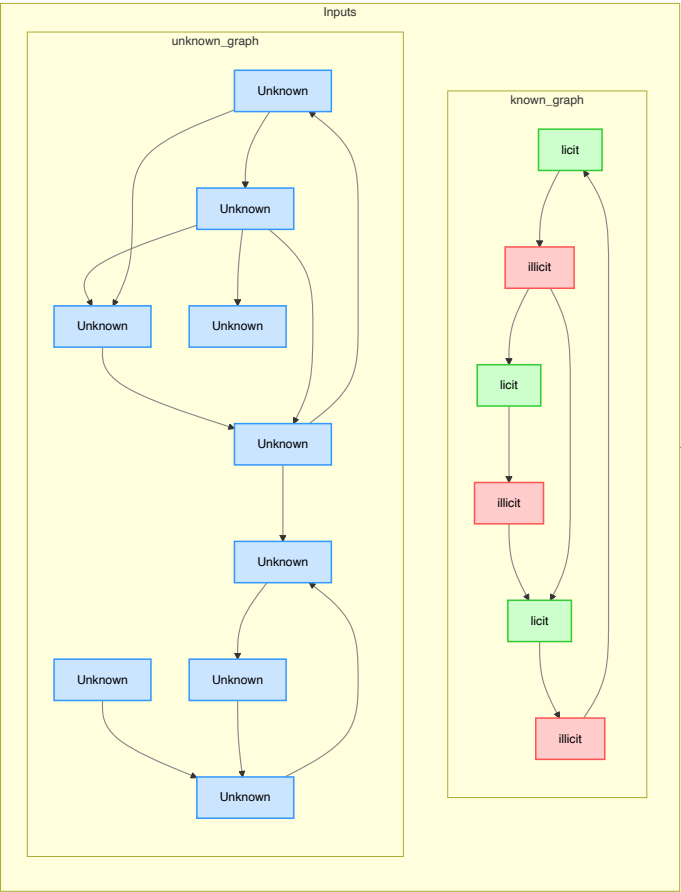 Inputs
unknown_graph
Unknown
Unknown
Unknown
Unknown
Unknown
Unknown
Unknown
Unknown
Unknown
known_graph
licit
illicit
licit
illicit
licit
illicit